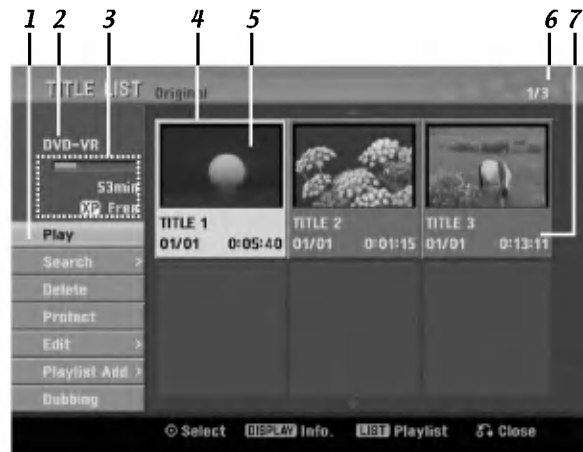 1 2 3 4 5 6 7
TITLE LIST Original 1/3
DVD-VR
53min
XP Free
Play
Search >
Delete
Protect
Edit >
Playlist Add >
Dubbing
TITLE 1
01/01 0:05:40
TITLE 2
01/01 0:01:15
TITLE 3
01/01 0:13:11
Select DISPLAY Info. LIST Playlist Close